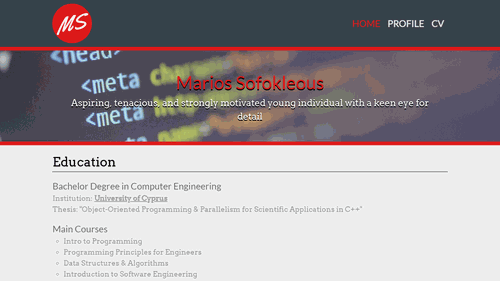 MS
HOME PROFILE CV
<head>
<meta
<meta
<meta
Marios Sofokleous
Aspiring, tenacious, and strongly motivated young individual with a keen eye for
detail
Education
Bachelor Degree in Computer Engineering
Institution: University of Cyprus
Thesis: "Object-Oriented Programming & Parallelism for Scientific Applications in C++"
Main Courses
Intro to Programming
Programming Principles for Engineers
Data Structures & Algorithms
Introduction to Software Engineering